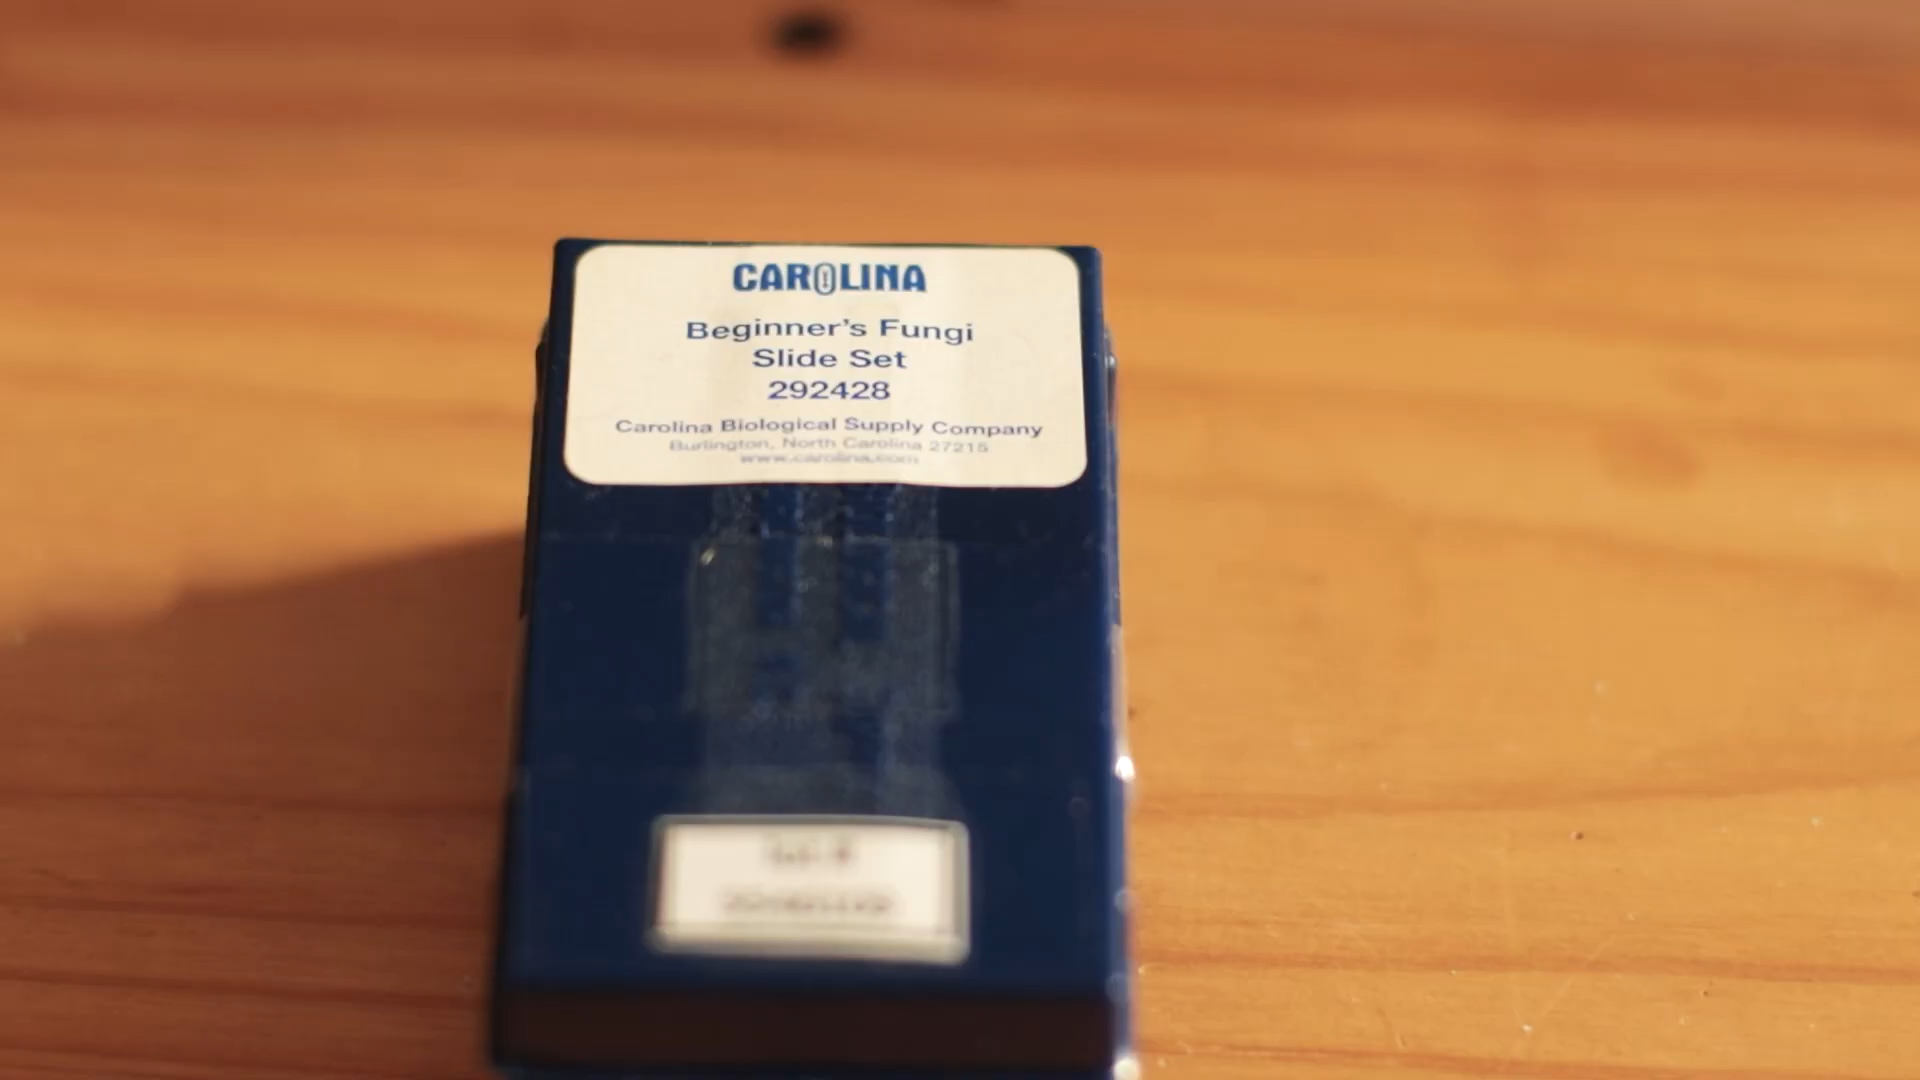 CAROLINA
Beginner's Fungi
Slide Set
292428
Carolina Biological Supply Company
Burlington, North Carolina 27215
www.carolina.com